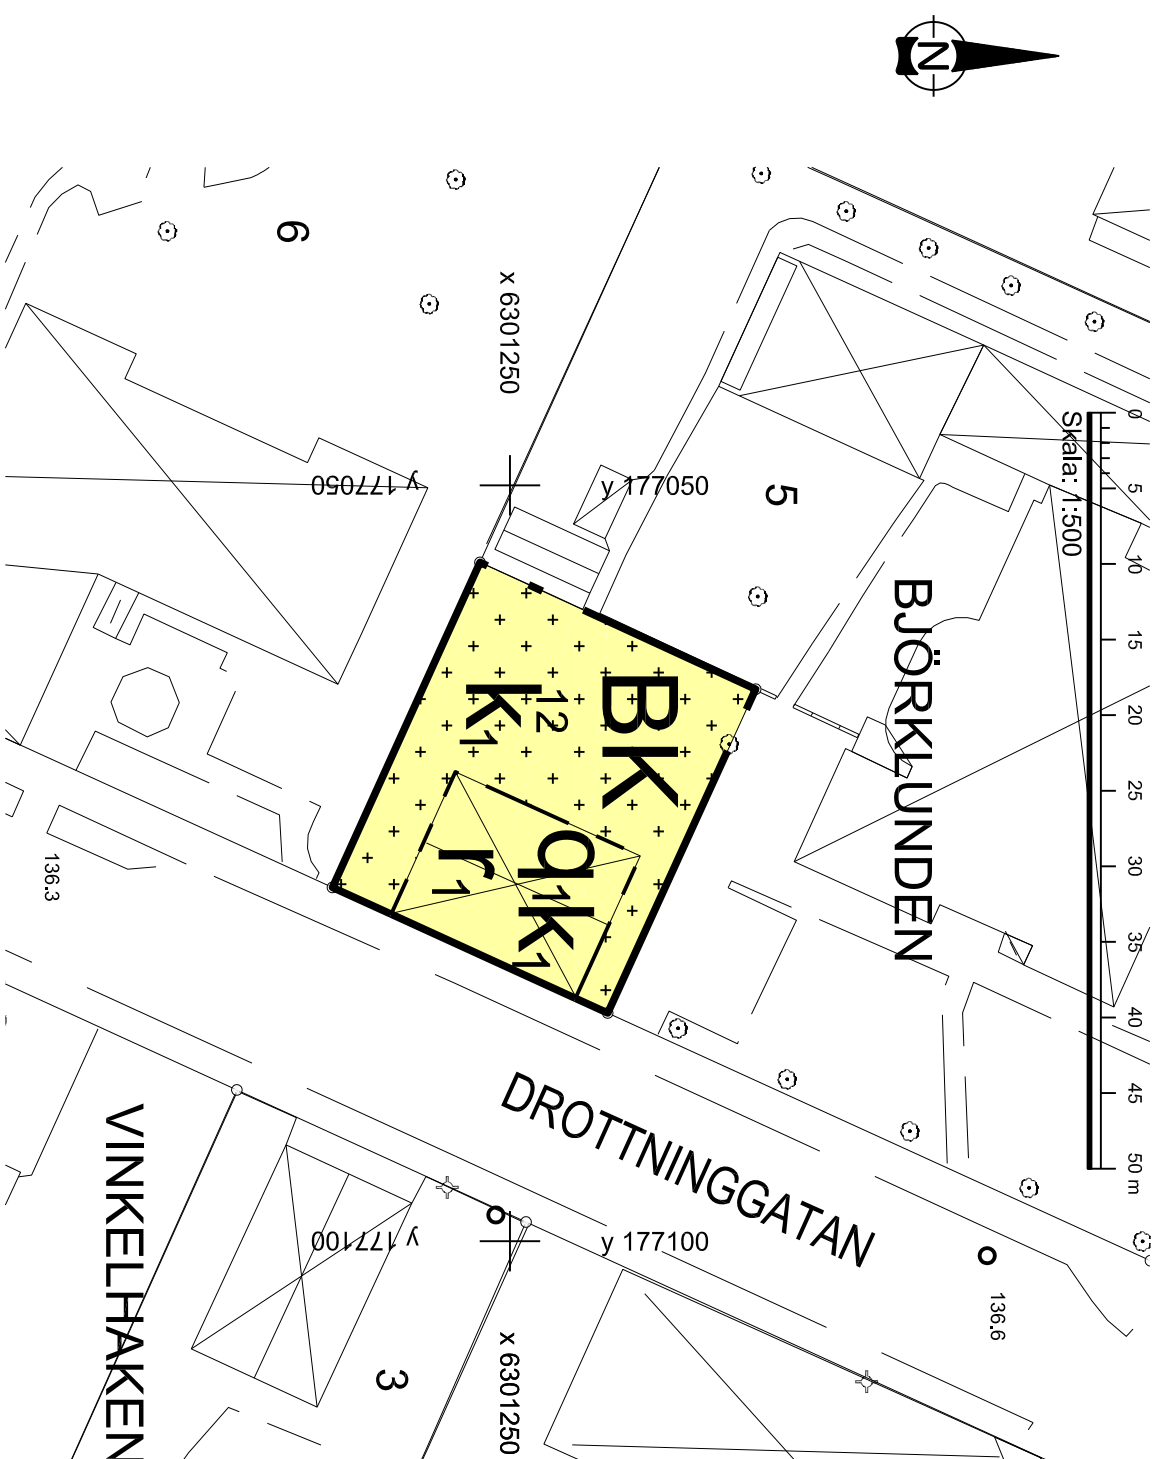 N
Skala: 1:500
0 5 10 15 20 25 30 35 40 45 50 m
BJÖRKLUNDEN
5
6
x 6301250
y 177050
y 177050
BK
12
k1
q1k1
r1
136.3
DROTTNINGGATAN
136.6
y 177100
y 177100
x 6301250
3
VINKELHAKEN